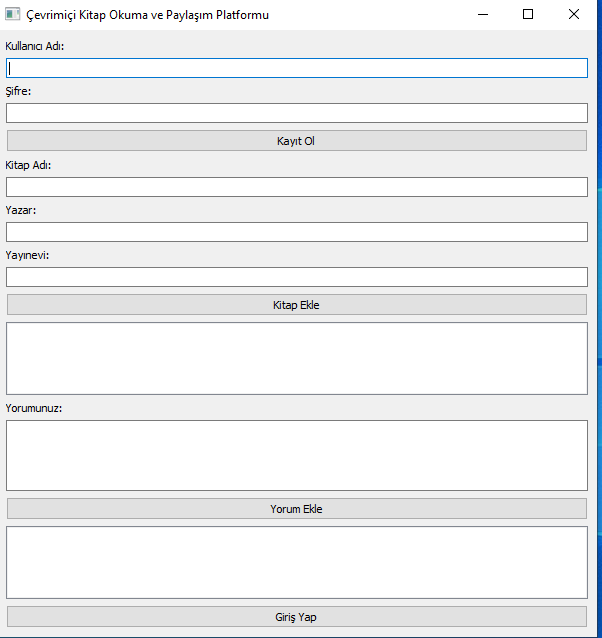 Çevrimiçi Kitap Okuma ve Paylaşım Platformu
Kullanıcı Adı:
Şifre:
Kayıt Ol
Kitap Adı:
Yazar:
Yayınevi:
Kitap Ekle
Yorumunuz:
Yorum Ekle
Giriş Yap